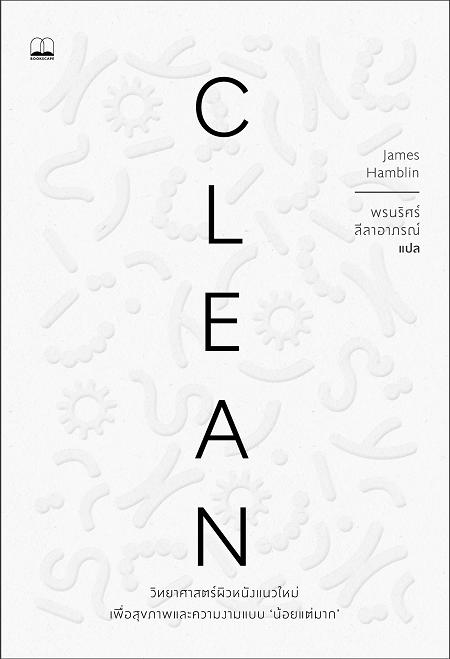 BOOKSCAPE
C
L
E
A
N
James
Hamblin
พรนริศร์
ลีลาอาภรณ์
แปล
วิทยาศาสตร์ผิวหนังแนวใหม่
เพื่อสุขภาพและความงามแบบ ‘น้อยแต่มาก’